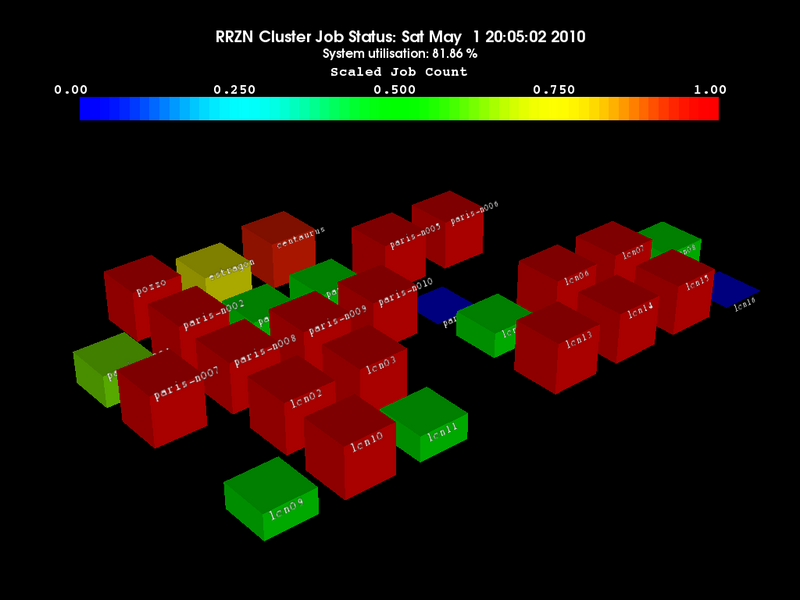 RRZN Cluster Job Status: Sat May  1 20:05:02 2010
System utilisation: 81.86 %
Scaled Job Count
0.00 0.250 0.500 0.750 1.00
paris-n006
centaurus
paris-n005
estragon
pozzo
lcn07
lcn06
lcn15
paris-n010
lcn16
paris-n002
lcn14
paris-n009
lcn13
paris-n008
lcn03
paris-n007
lcn02
lcn11
lcn10
lcn09